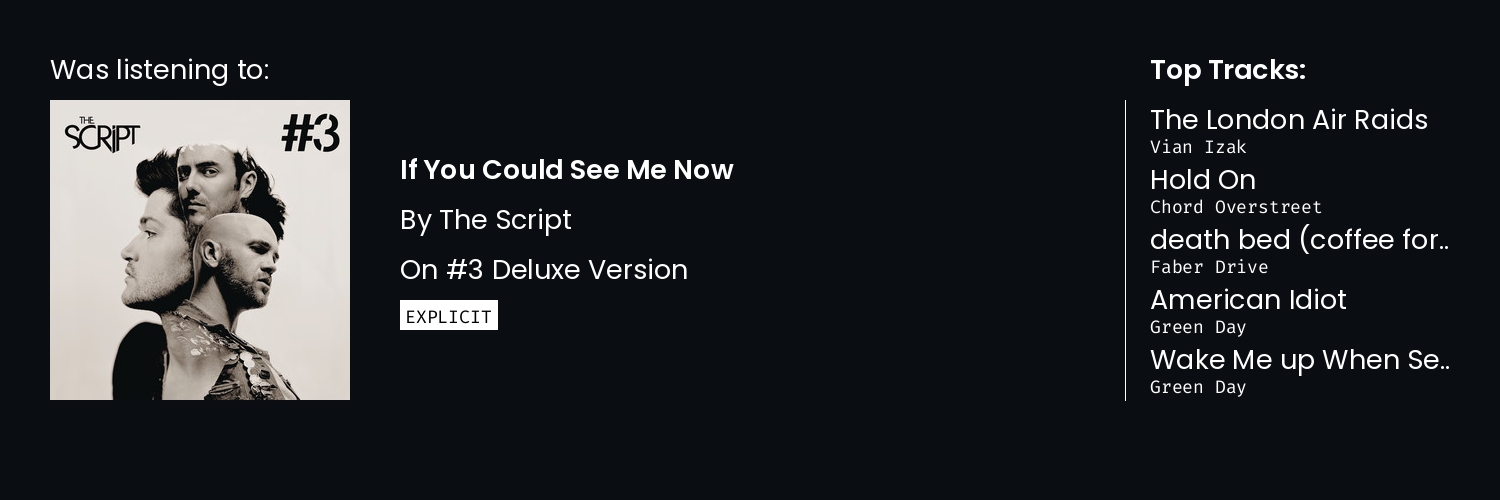 Was listening to:
THE
SCRIPT
#3
If You Could See Me Now
By The Script
On #3 Deluxe Version
EXPLICIT
Top Tracks:
The London Air Raids
Vian Izak
Hold On
Chord Overstreet
death bed (coffee for..
Faber Drive
American Idiot
Green Day
Wake Me up When Se..
Green Day